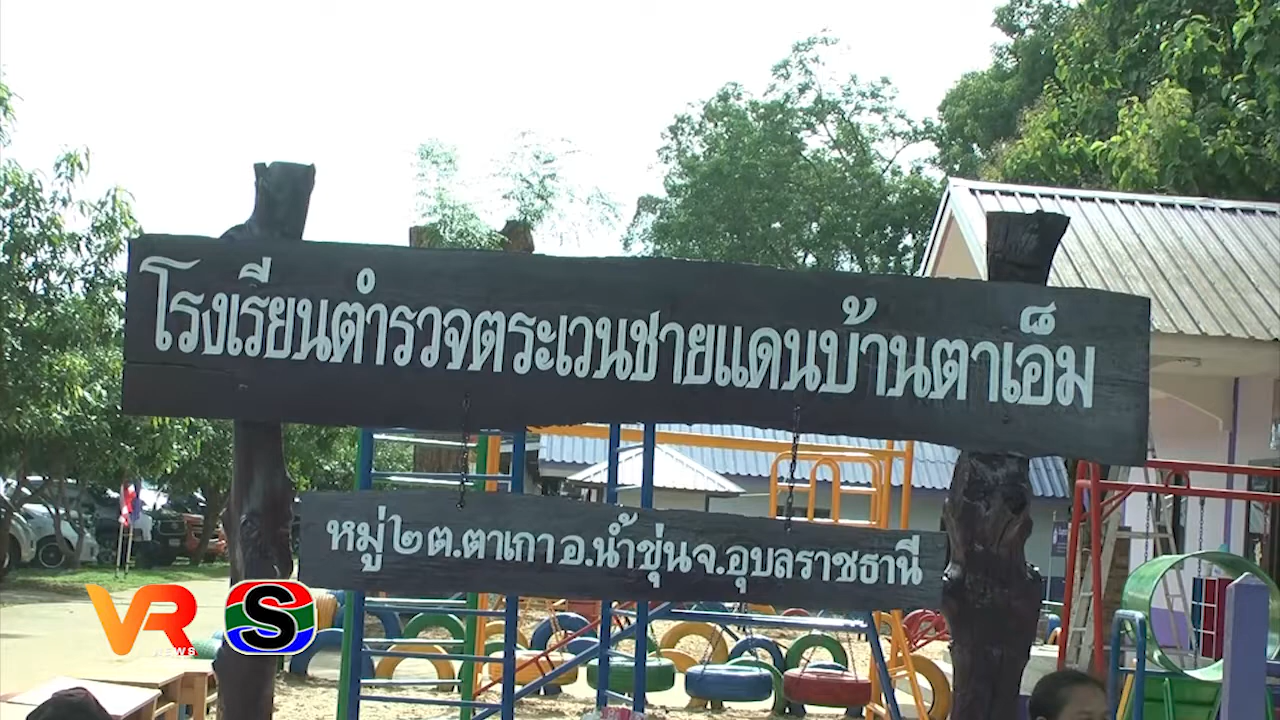 โรงเรียนตำรวจตระเวนชายแดนบ้านตาเอ็ม
หมู่ ๒ ต.ตาเกา อ.น้ำขุ่น จ.อุบลราชธานี
VR NEWS
S